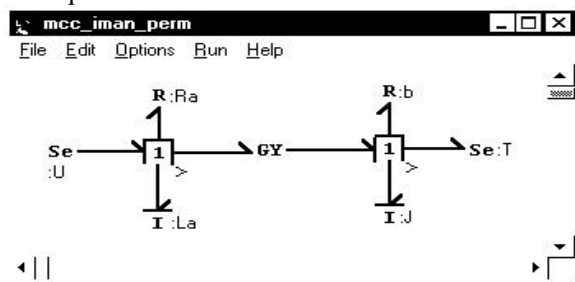 mcc_iman_perm
File Edit Options Run Help
R:Ra
R:b
Se
:U
1
GY
1
Se:T
I:La
I:J